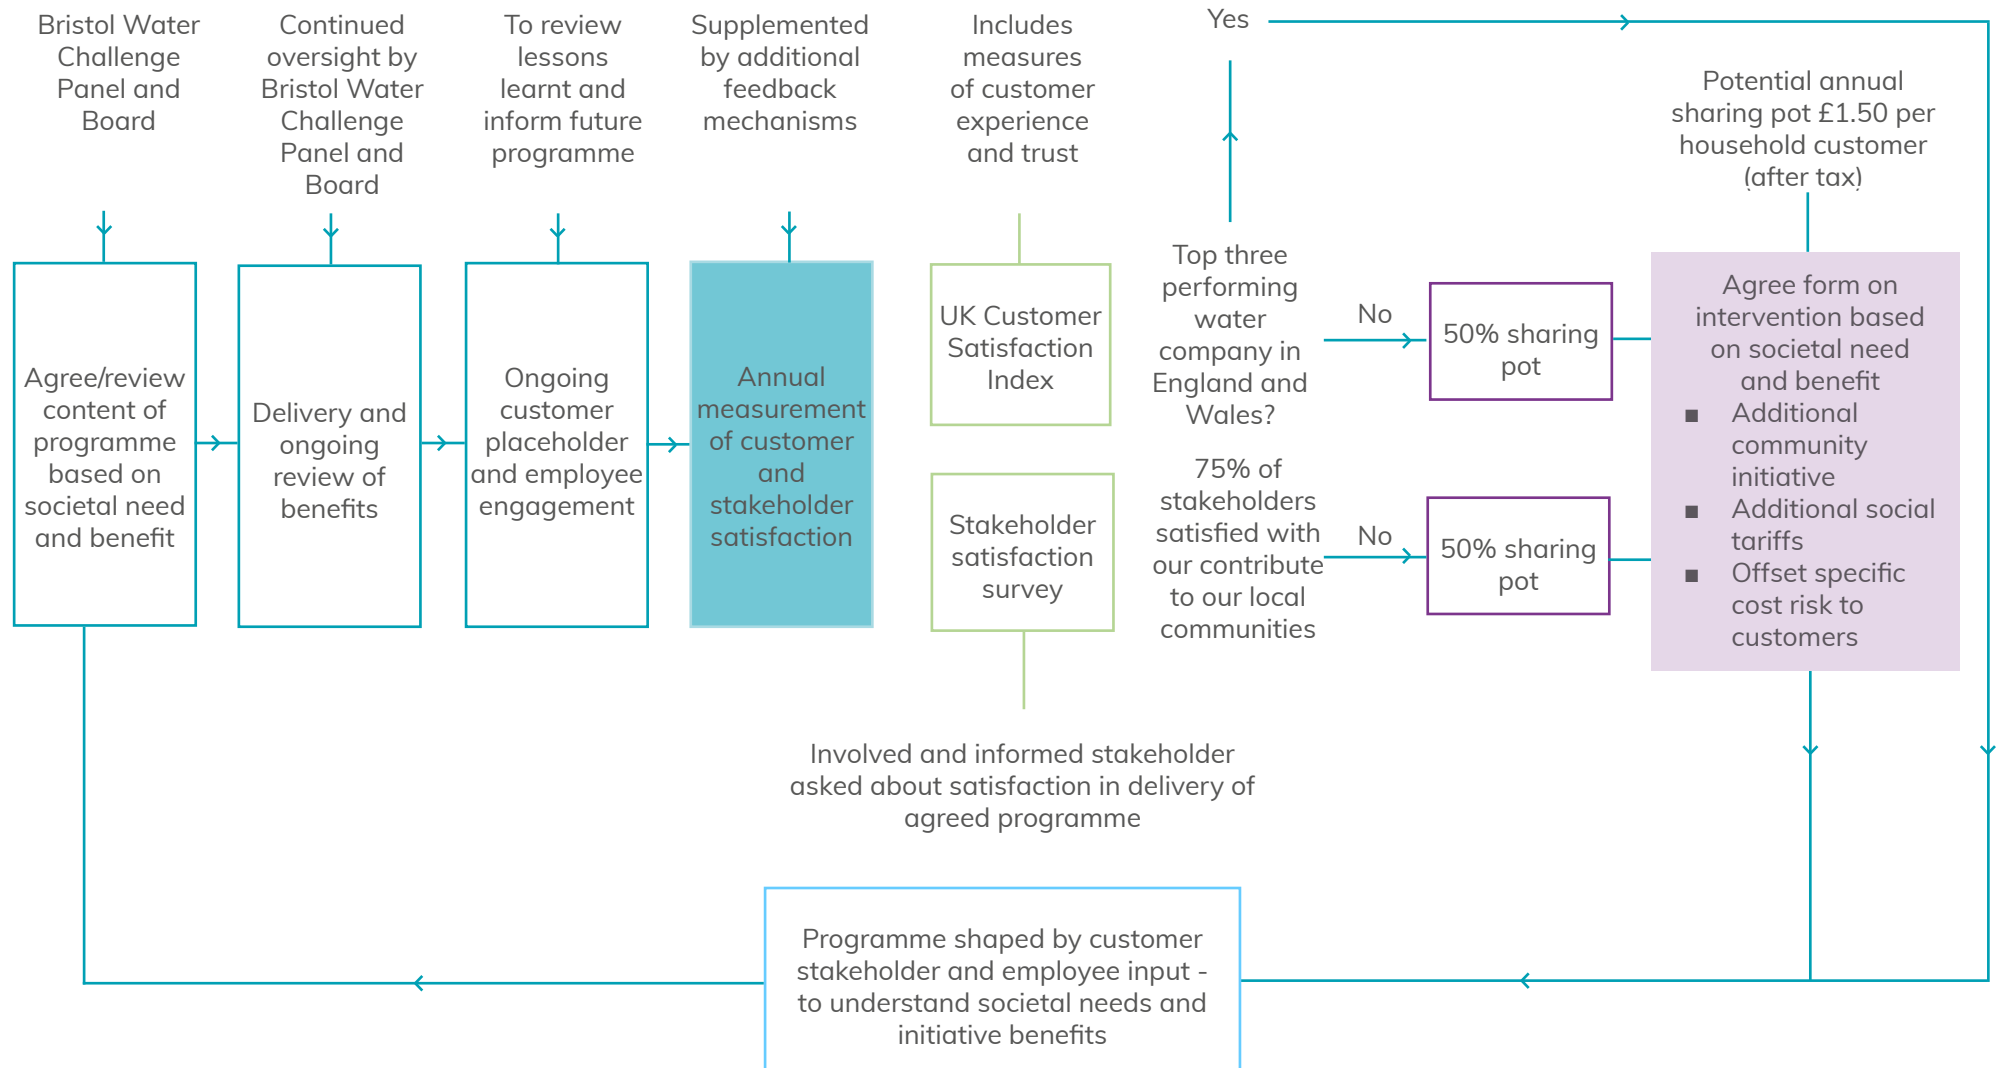 Bristol Water
Challenge
Panel and
Board
Continued
oversight by
Bristol Water
Challenge
Panel and
Board
To review
lessons
learnt and
inform future
programme
Supplemented
by additional
feedback
mechanisms
Includes
measures
of customer
experience
and trust
Yes
Potential annual
sharing pot £1.50 per
household customer
(after tax)
Agree/review
content of
programme
based on
societal need
and benefit
Delivery and
ongoing
review of
benefits
Ongoing
customer
placeholder
and employee
engagement
Annual
measurement
of customer
and
stakeholder
satisfaction
UK Customer
Satisfaction
Index
Stakeholder
satisfaction
survey
Top three
performing
water
company in
England and
Wales?
75% of
stakeholders
satisfied with
our contribute
to our local
communities
No
50% sharing
pot
No
50% sharing
pot
Agree form on
intervention based
on societal need
and benefit
▪ Additional
community
initiative
▪ Additional social
tariffs
▪ Offset specific
cost risk to
customers
Involved and informed stakeholder
asked about satisfaction in delivery of
agreed programme
Programme shaped by customer
stakeholder and employee input -
to understand societal needs and
initiative benefits